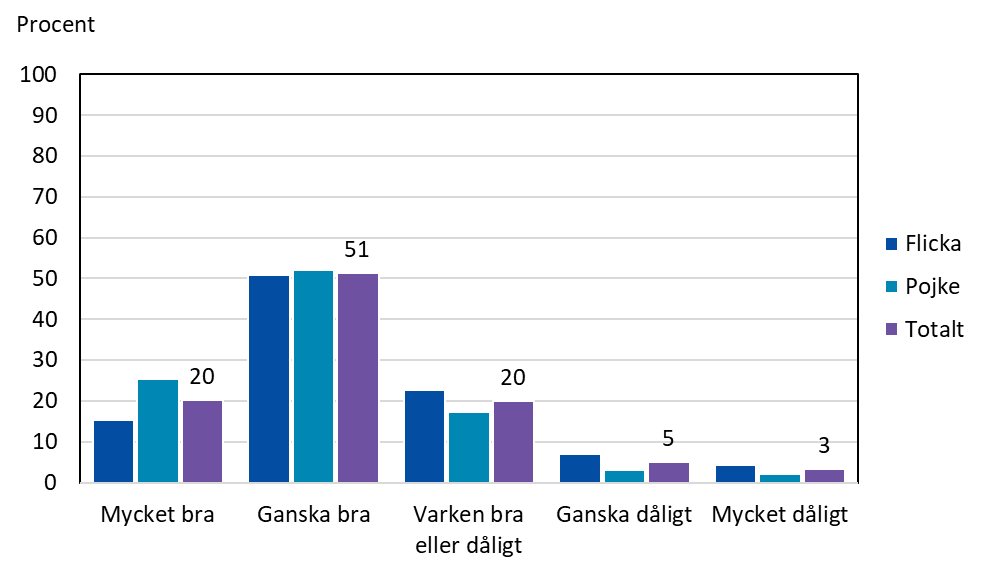 Procent
100
90
80
70
60
50
40
30
20
10
0
20
51
20
5
3
Mycket bra
Ganska bra
Varken bra
eller dåligt
Ganska dåligt
Mycket dåligt
Flicka
Pojke
Totalt